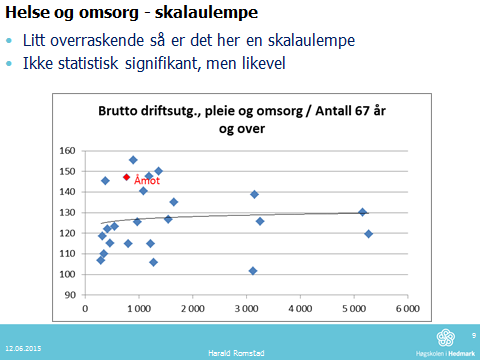 Helse og omsorg - skalaulempe
• Litt overraskende så er det her en skalaulempe
• Ikke statistisk signifikant, men likevel
Brutto driftsutg., pleie og omsorg / Antall 67 år
og over
160
150
140
130
120
110
100
90
Åmot
0
1 000
2 000
3 000
4 000
5 000
6 000
12.06.2015
Harald Romstad
9
Høgskolen i Hedmark